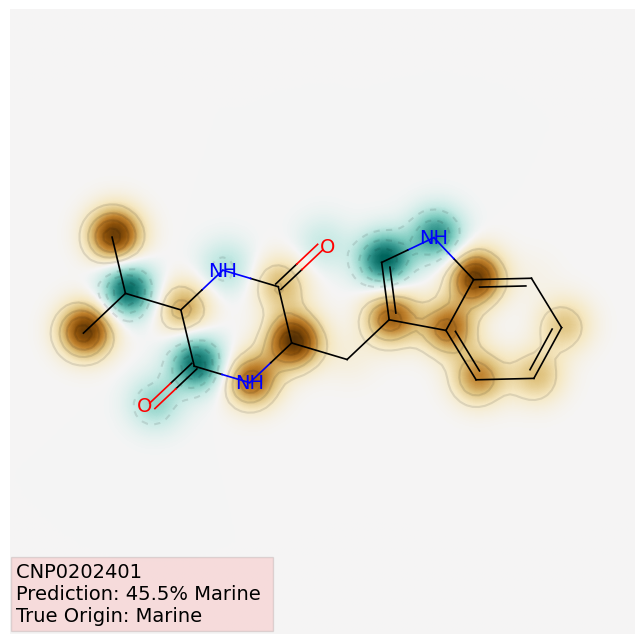 NH
O
NH
NH
O
CNP0202401
Prediction: 45.5% Marine
True Origin: Marine